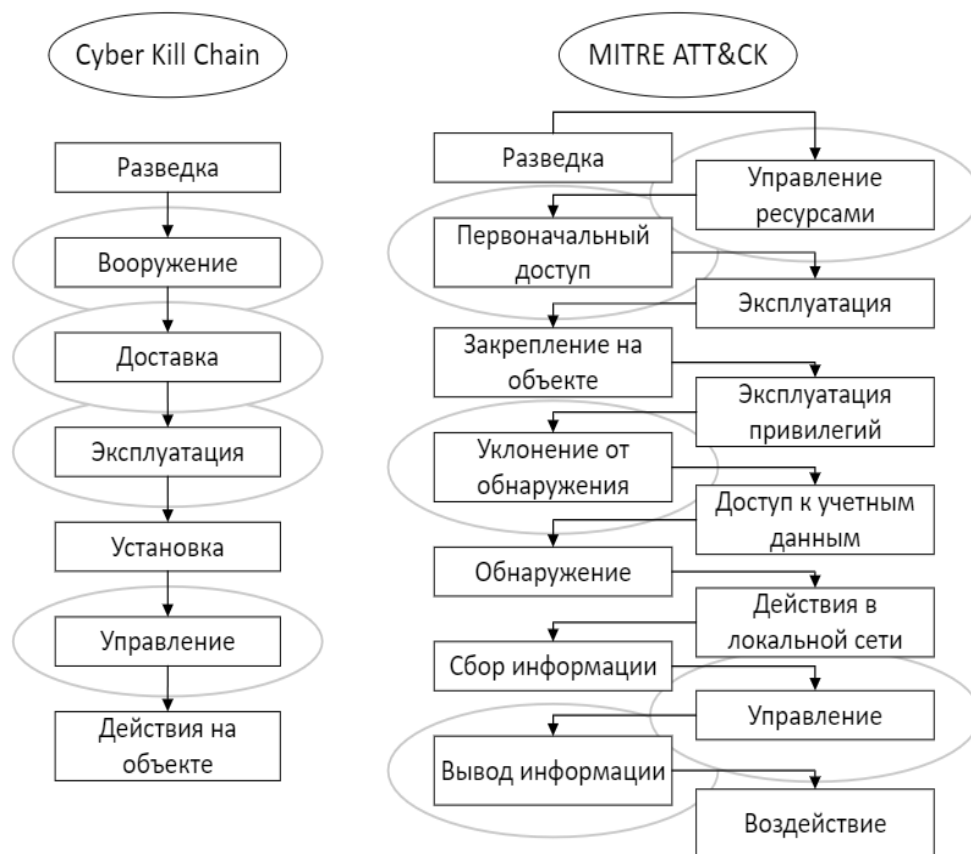 Cyber Kill Chain
Разведка
Вооружение
Доставка
Эксплуатация
Установка
Управление
Действия на
объекте
MITRE ATT&CK
Разведка
Управление
ресурсами
Первоначальный
доступ
Эксплуатация
Закрепление на
объекте
Эксплуатация
привилегий
Уклонение от
обнаружения
Доступ к учетным
данным
Обнаружение
Действия в
локальной сети
Сбор информации
Управление
Вывод информации
Воздействие